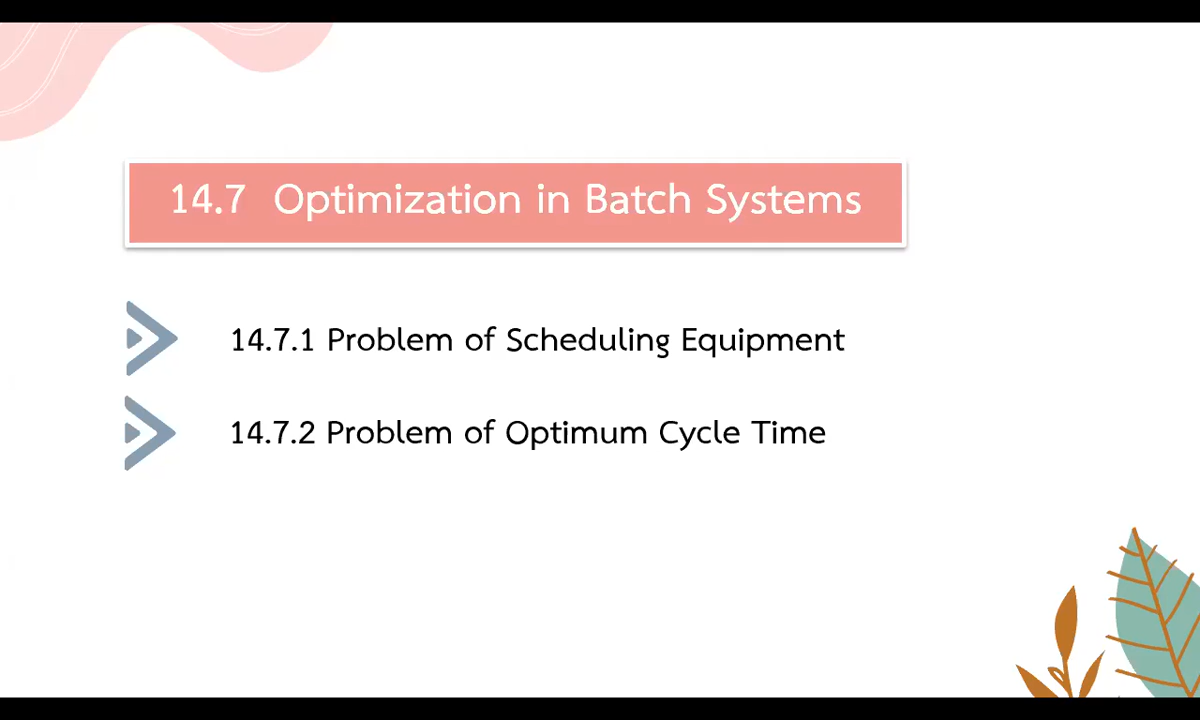 14.7 Optimization in Batch Systems
14.7.1 Problem of Scheduling Equipment
14.7.2 Problem of Optimum Cycle Time